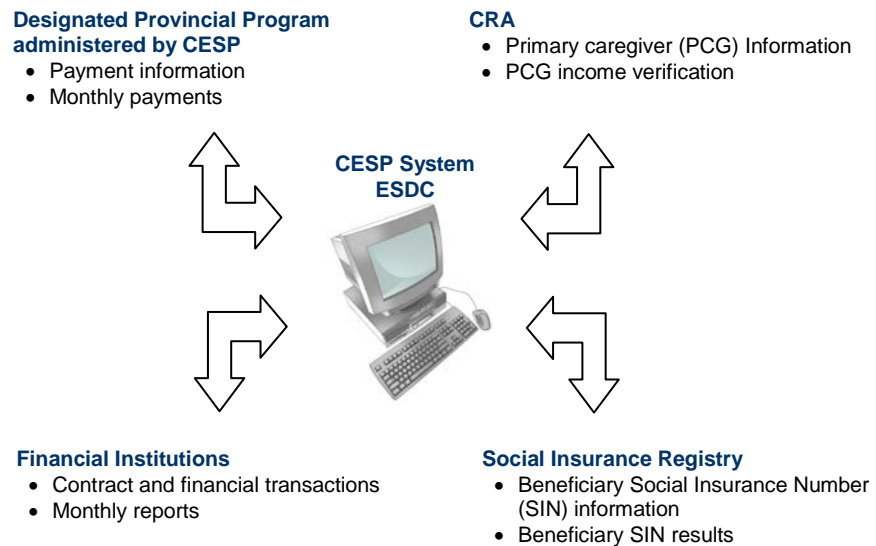 Designated Provincial Program
administered by CESP
• Payment information
• Monthly payments
CRA
• Primary caregiver (PCG) Information
• PCG income verification
CESP System
ESDC
Financial Institutions
• Contract and financial transactions
• Monthly reports
Social Insurance Registry
• Beneficiary Social Insurance Number
(SIN) information
• Beneficiary SIN results